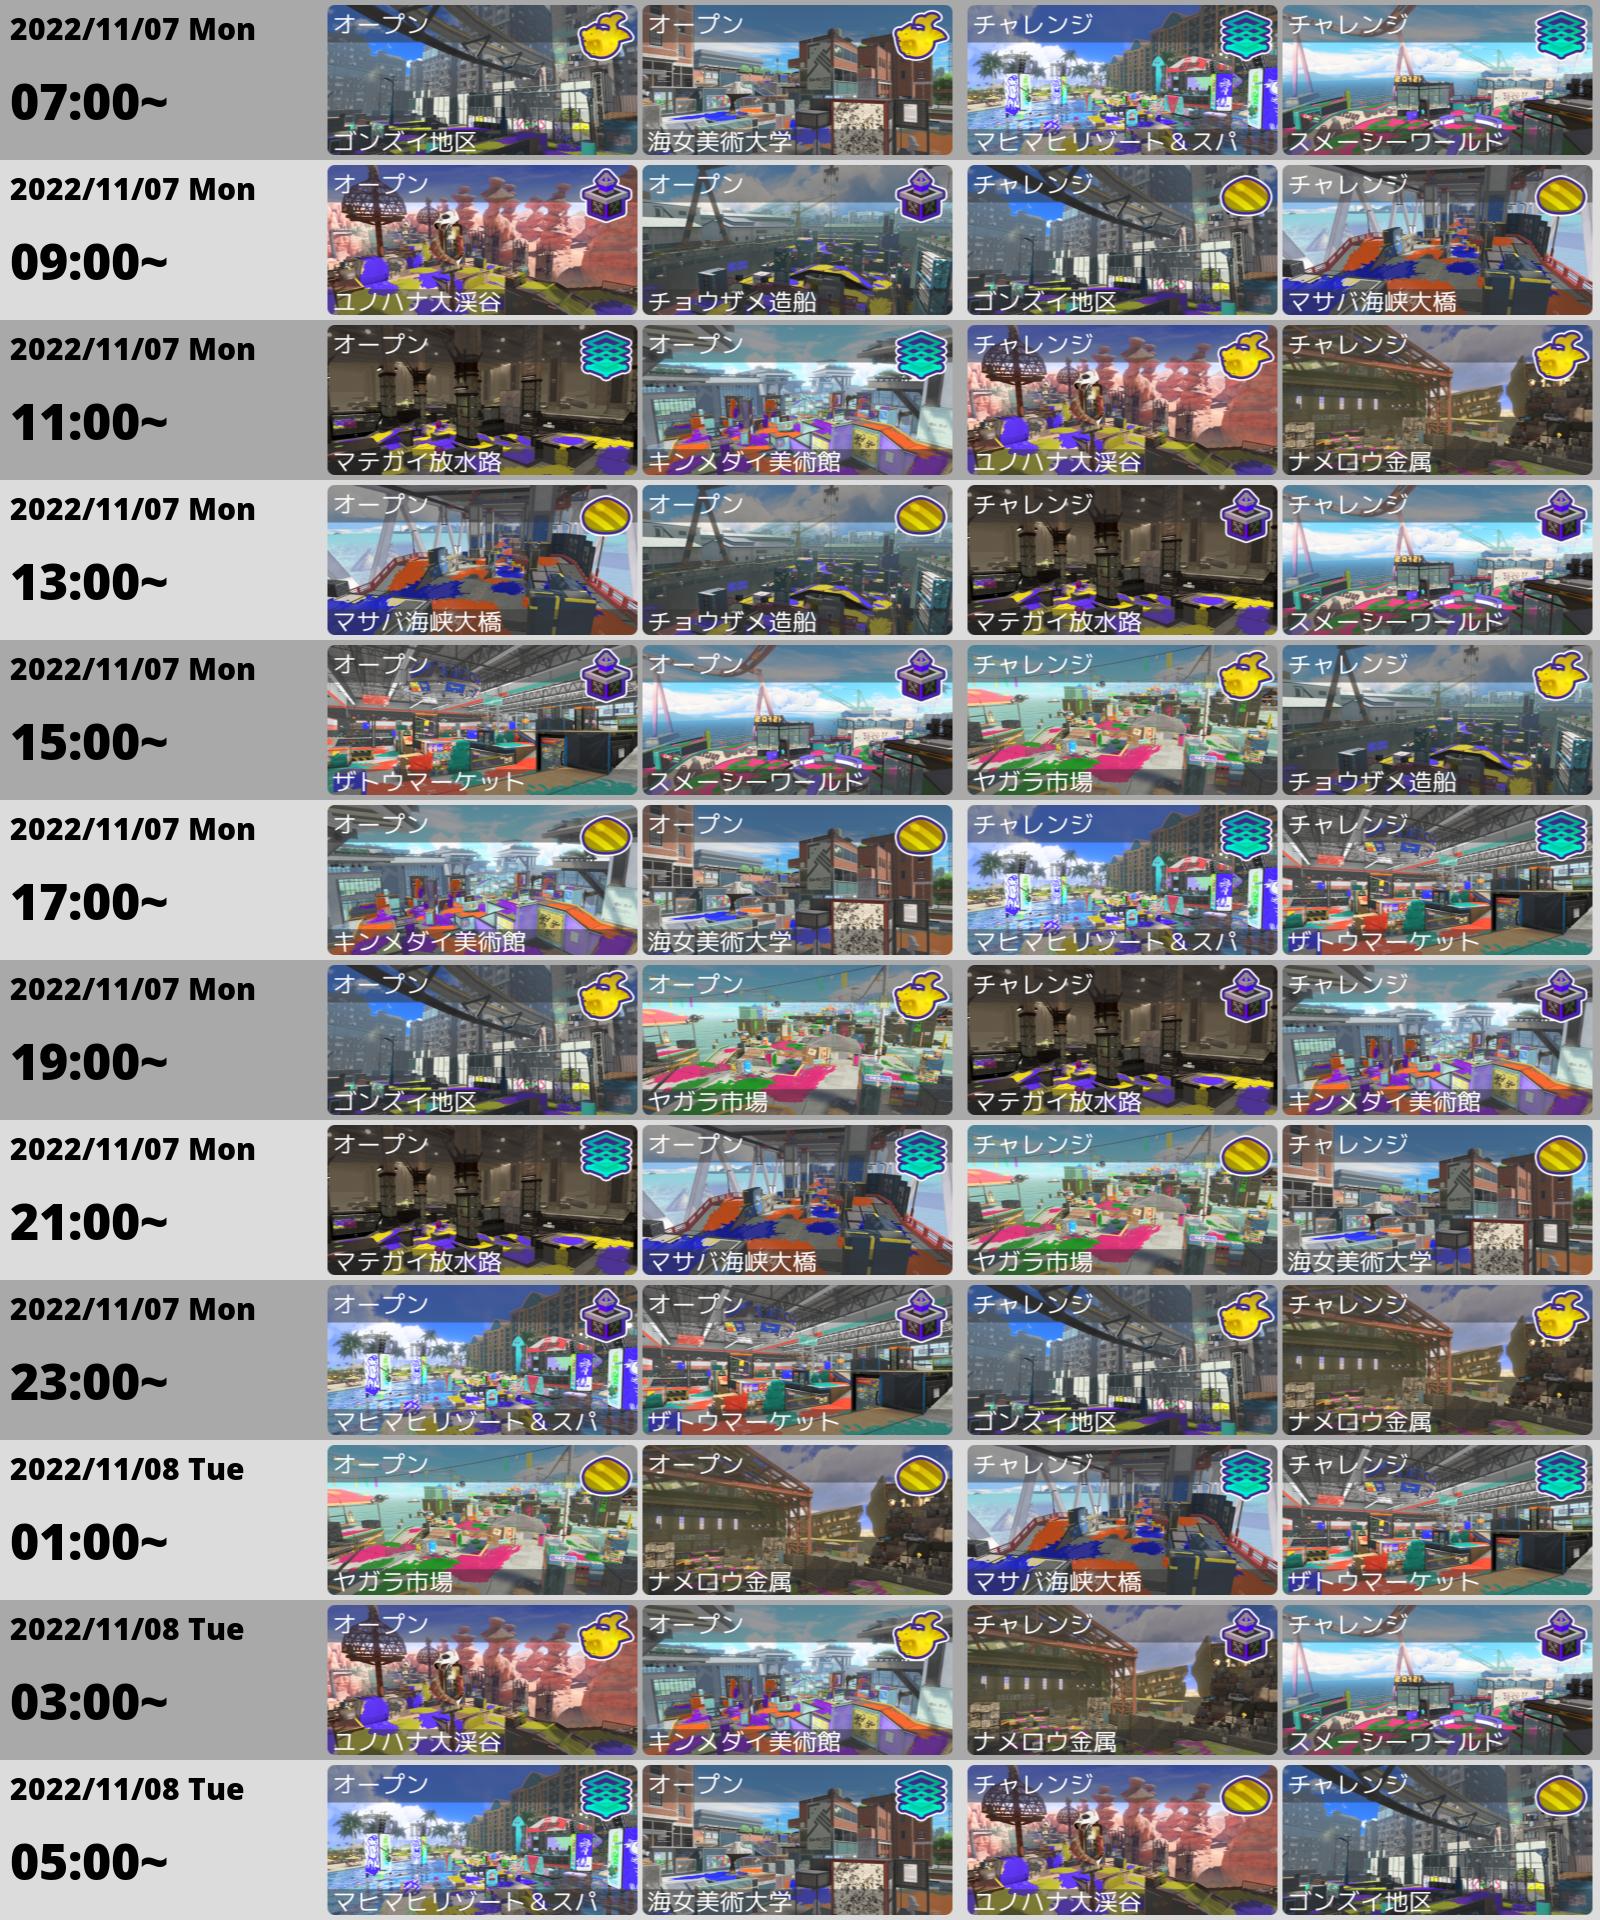 2022/11/07 Mon
07:00~
オープン
ゴンズイ地区
オープン
海女美術大学
チャレンジ
マヒマヒリゾート&スパ
チャレンジ
スメーシーワールド
2022/11/07 Mon
09:00~
オープン
ユノハナ大渓谷
オープン
チョウザメ造船
チャレンジ
ゴンズイ地区
チャレンジ
マサバ海峡大橋
2022/11/07 Mon
11:00~
オープン
マテガイ放水路
オープン
キンメダイ美術館
チャレンジ
ユノハナ大渓谷
チャレンジ
ナメロウ金属
2022/11/07 Mon
13:00~
オープン
マサバ海峡大橋
オープン
チョウザメ造船
チャレンジ
マテガイ放水路
チャレンジ
スメーシーワールド
2022/11/07 Mon
15:00~
オープン
ザトウマーケット
オープン
スメーシーワールド
チャレンジ
ヤガラ市場
チャレンジ
チョウザメ造船
2022/11/07 Mon
17:00~
オープン
キンメダイ美術館
オープン
海女美術大学
チャレンジ
マヒマヒリゾート&スパ
チャレンジ
ザトウマーケット
2022/11/07 Mon
19:00~
オープン
ゴンズイ地区
オープン
ヤガラ市場
チャレンジ
マテガイ放水路
チャレンジ
キンメダイ美術館
2022/11/07 Mon
21:00~
オープン
マテガイ放水路
オープン
マサバ海峡大橋
チャレンジ
ヤガラ市場
チャレンジ
海女美術大学
2022/11/07 Mon
23:00~
オープン
マヒマヒリゾート&スパ
オープン
ザトウマーケット
チャレンジ
ゴンズイ地区
チャレンジ
ナメロウ金属
2022/11/08 Tue
01:00~
オープン
ヤガラ市場
オープン
ナメロウ金属
チャレンジ
マサバ海峡大橋
チャレンジ
ザトウマーケット
2022/11/08 Tue
03:00~
オープン
ユノハナ大渓谷
オープン
キンメダイ美術館
チャレンジ
ナメロウ金属
チャレンジ
スメーシーワールド
2022/11/08 Tue
05:00~
オープン
マヒマヒリゾート&スパ
オープン
海女美術大学
チャレンジ
ユノハナ大渓谷
チャレンジ
ゴンズイ地区